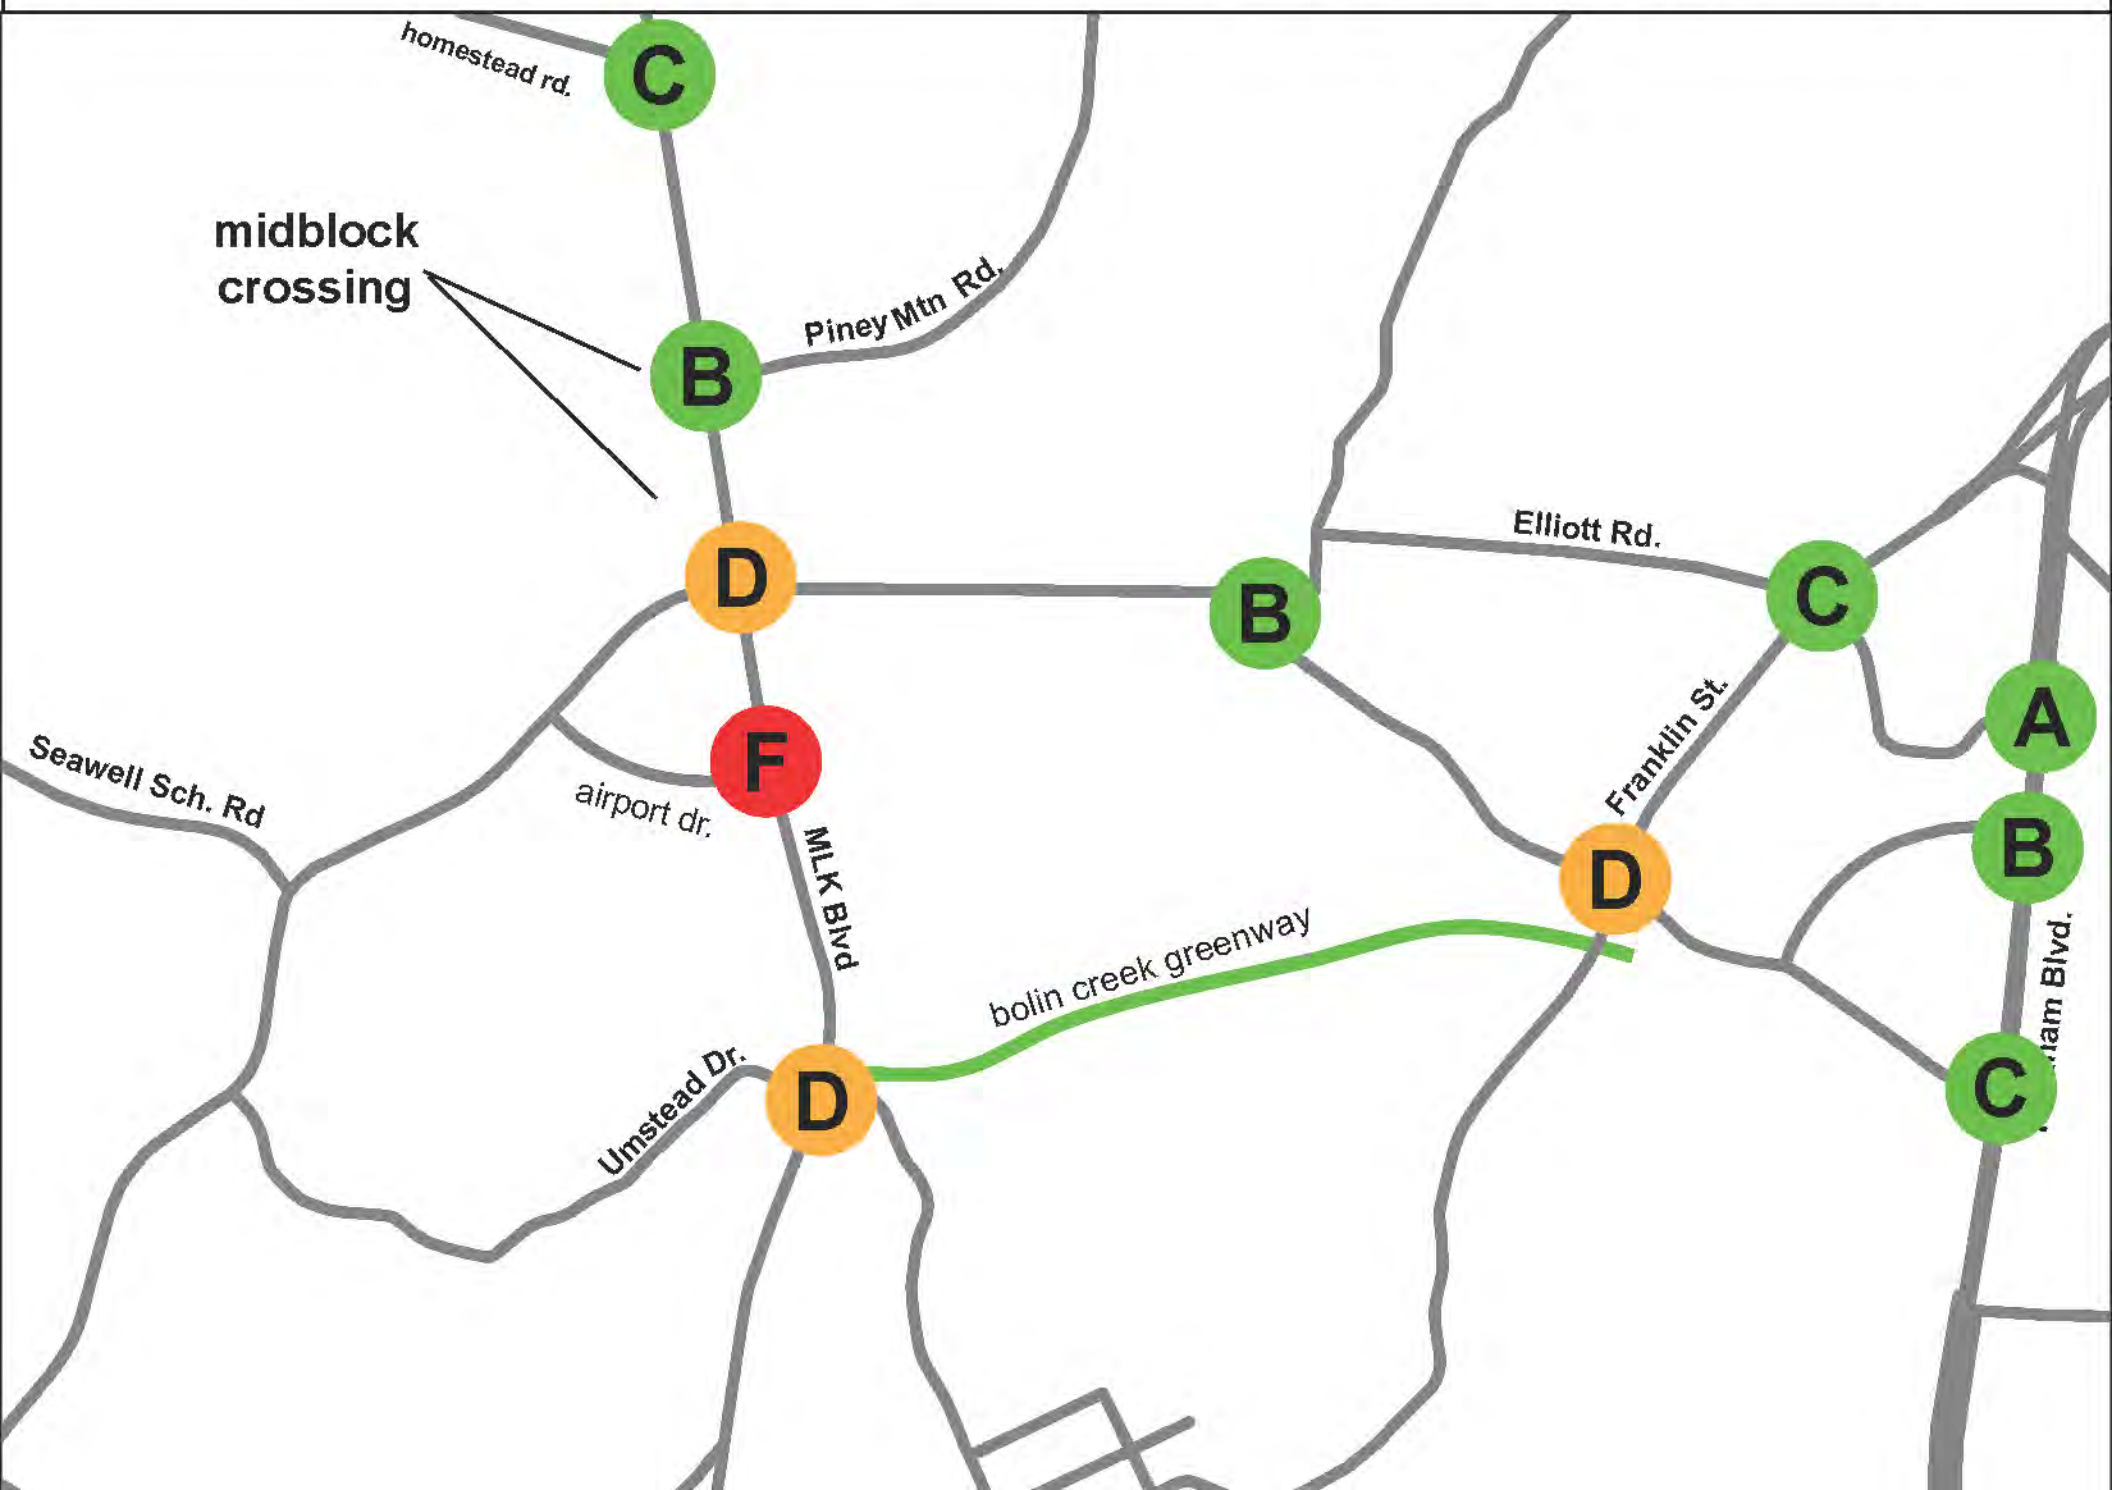 homestead rd.
C
midblock
crossing
Piney Mtn Rd.
B
Elliott Rd.
D
B
C
Franklin St.
A
Seawell Sch. Rd
airport dr.
F
MLK Blvd
B
D
bolin creek greenway
Blvd.
Umstead Dr.
D
C